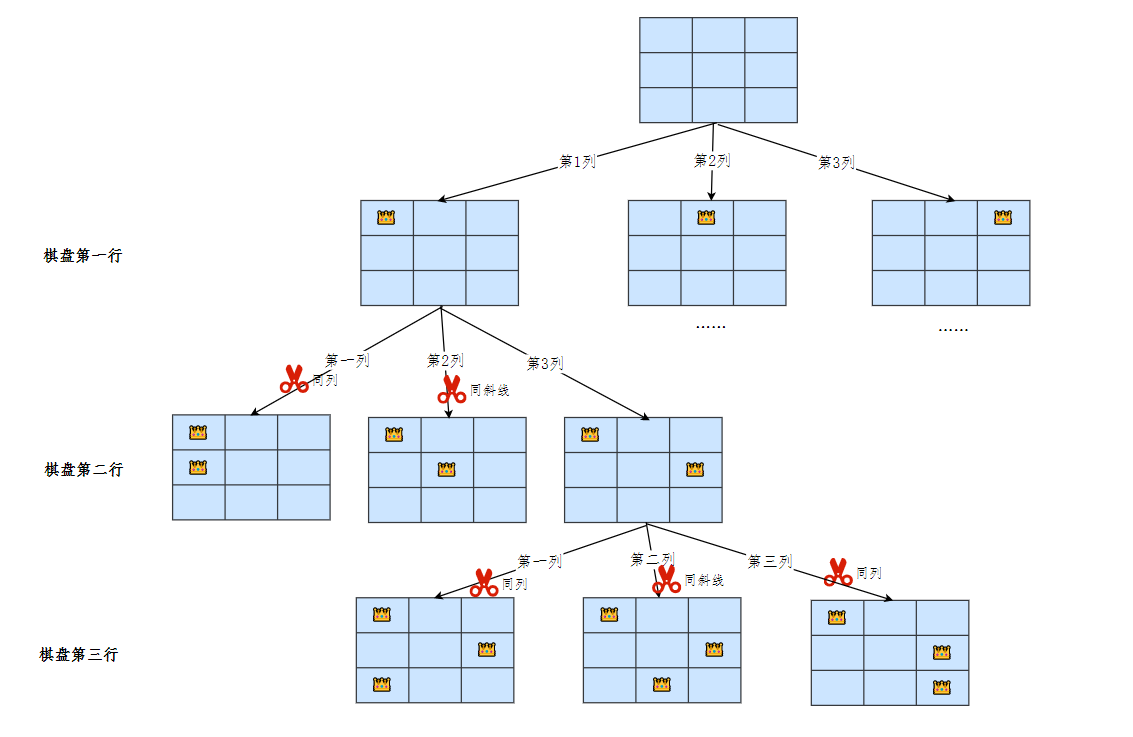 第1列
第2列
第3列
棋盘第一行
......
......
第一列
第2列
第3列
同列
同斜线
棋盘第二行
第一列
第二列
第三列
同列
同斜线
同列
棋盘第三行